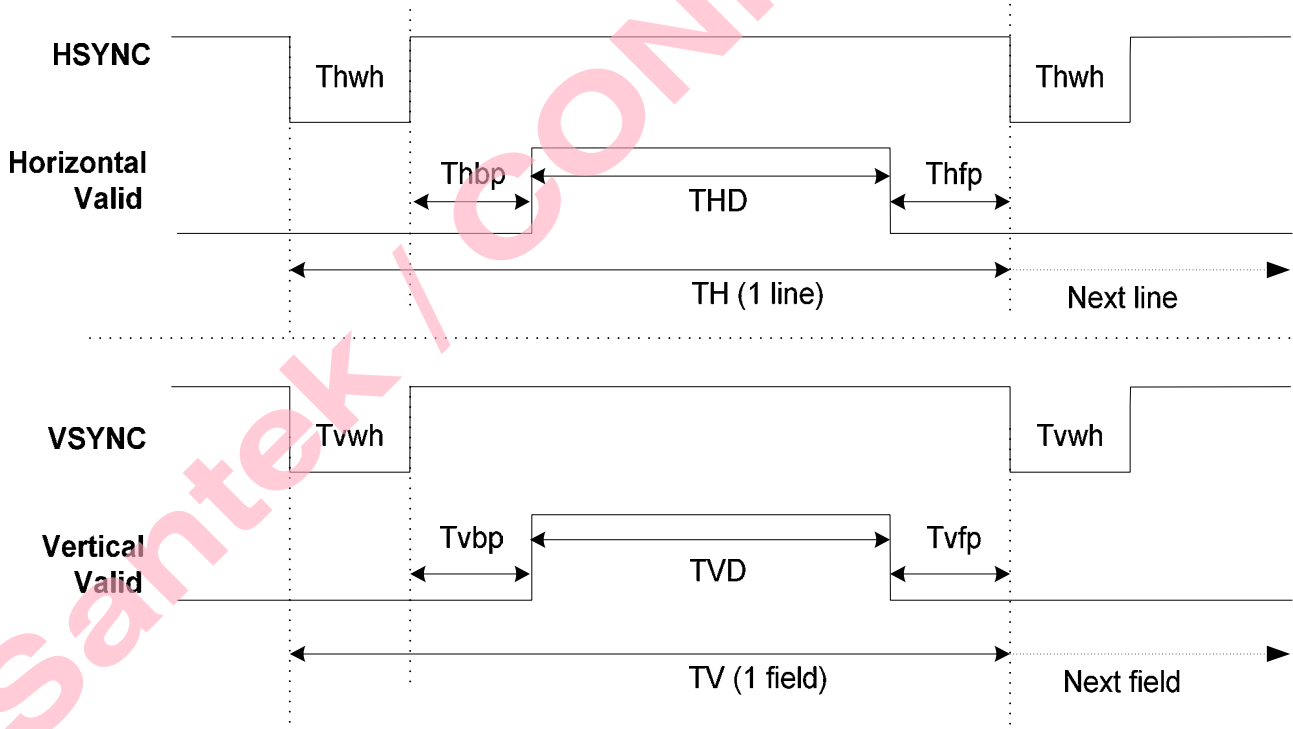 HSYNC
Thwh
Thwh
Horizontal
Valid
Thbp
THD
Thfp
TH (1 line)
Next line
VSYNC
Tvwh
Tvwh
Vertical
Valid
Tvbp
TVD
Tvfp
TV (1 field)
Next field
Santek / CON